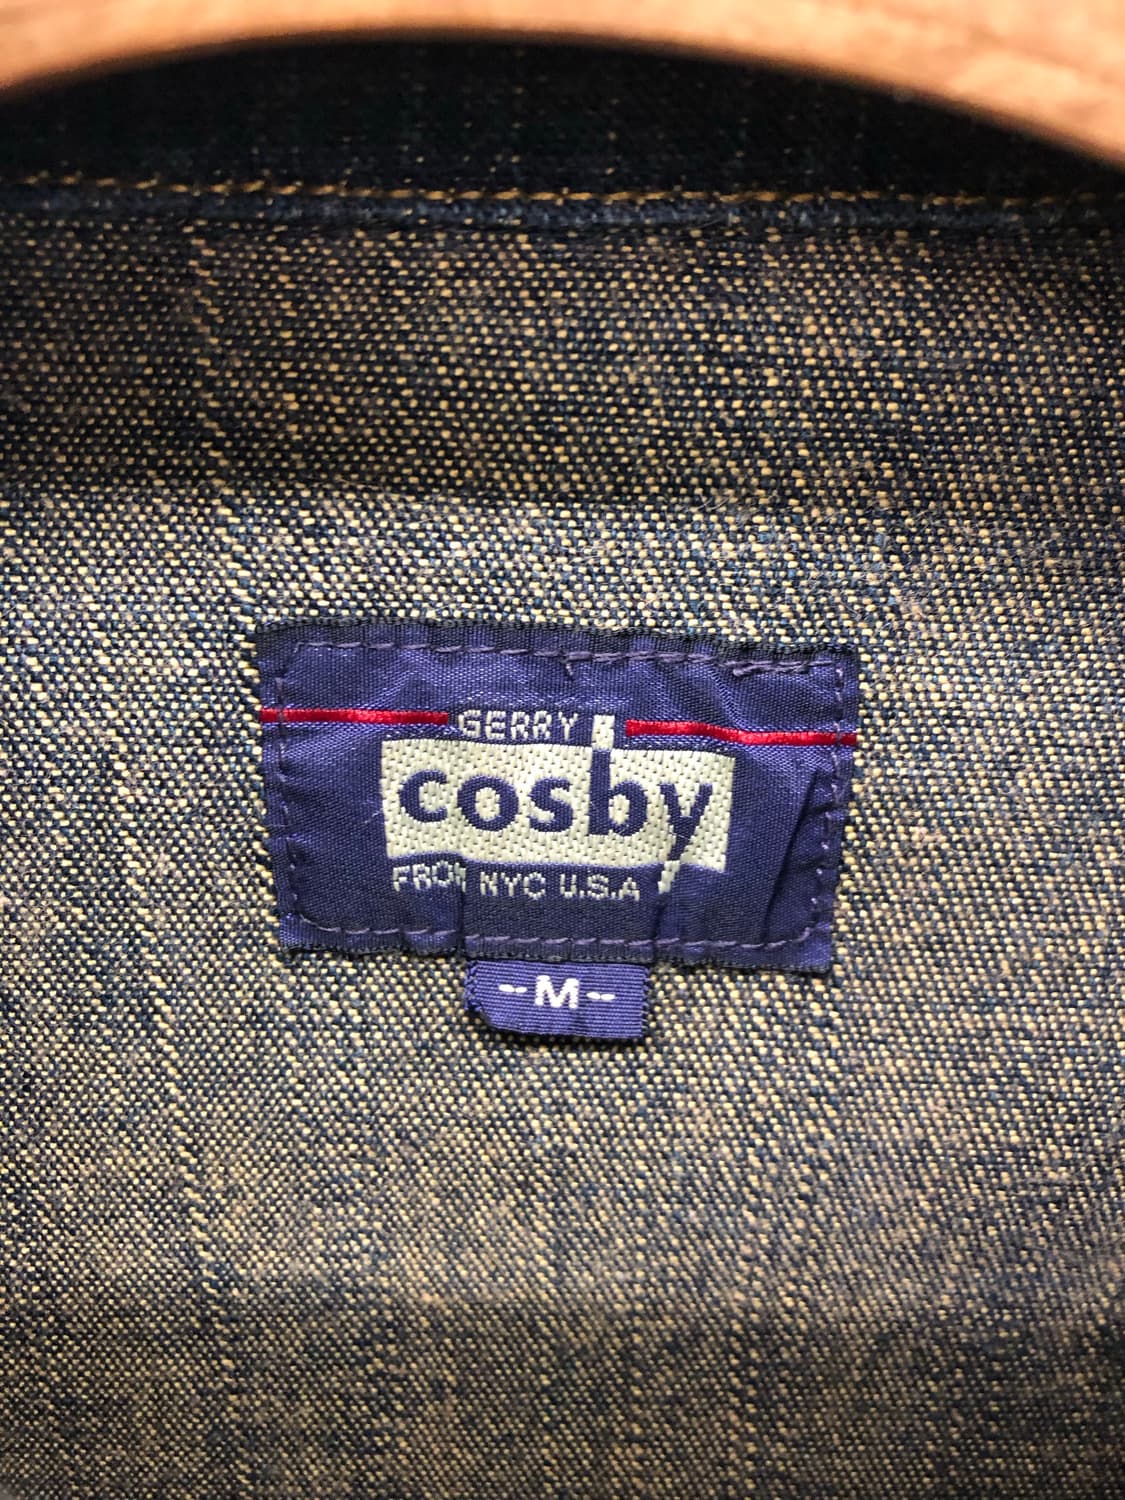 GERRY
cosby
FROM NYC U.S.A
-M-